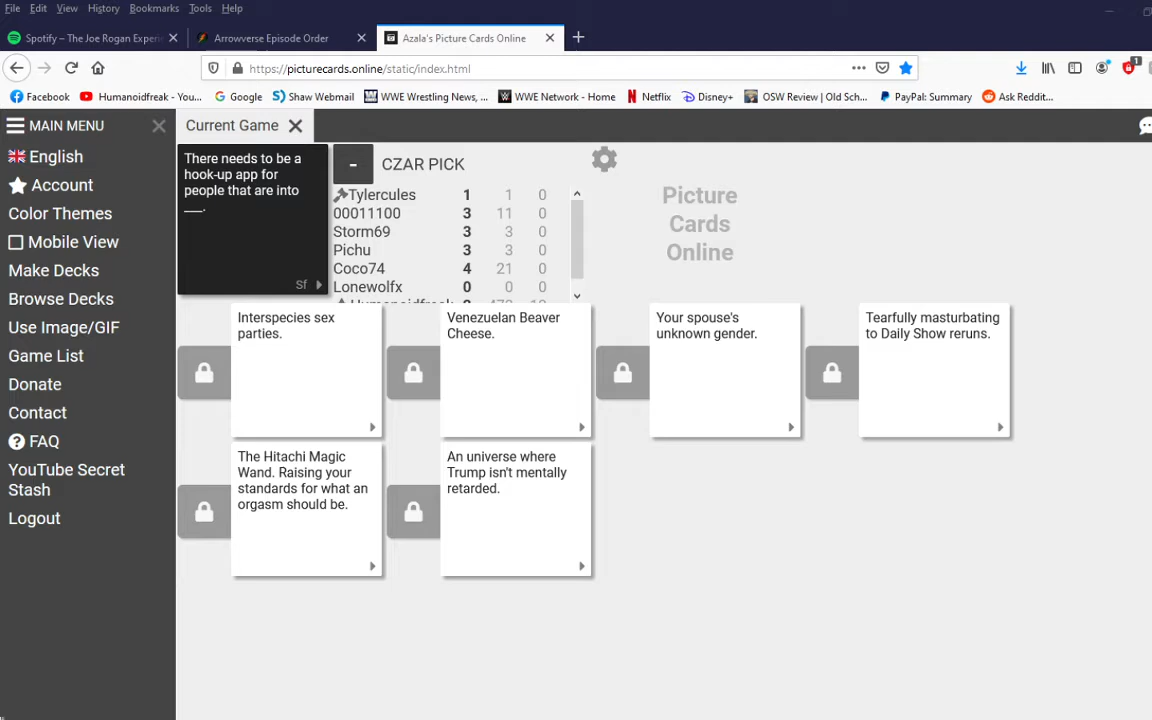 File Edit View History Bookmarks Tools Help
Spotify – The Joe Rogan Experi
Arrowverse Episode Order
Azala's Picture Cards Online
https://picturecards.online/static/index.html
1
Facebook
Humanoidfreak - You...
Google
Shaw Webmail
WWE Wrestling News, ...
WWE Network - Home
Netflix
Disney+
OSW Review | Old Sch...
PayPal: Summary
Ask Reddit...
MAIN MENU
English
Account
Color Themes
Mobile View
Make Decks
Browse Decks
Use Image/GIF
Game List
Donate
Contact
FAQ
YouTube Secret
Stash
Logout
Current Game
There needs to be a
hook-up app for
people that are into
___.
Sf
-
CZAR PICK
Tylercules 1 1 0
00011100 3 11 0
Storm69 3 3 0
Pichu 3 3 0
Coco74 4 21 0
Lonewolfx 0 0 0
Picture
Cards
Online
Interspecies sex
parties.
Venezuelan Beaver
Cheese.
Your spouse's
unknown gender.
Tearfully masturbating
to Daily Show reruns.
The Hitachi Magic
Wand. Raising your
standards for what an
orgasm should be.
An universe where
Trump isn't mentally
retarded.